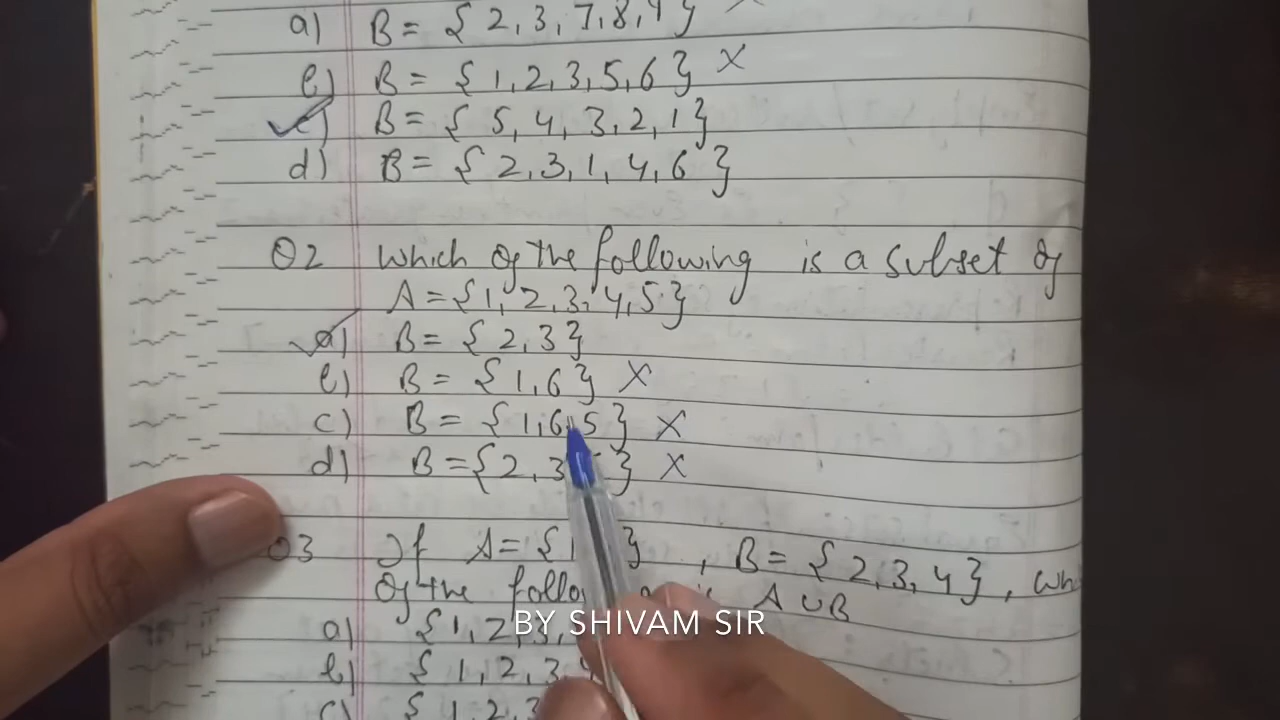 a) B = { 2, 3, 7, 8, 4 } X
b) B = { 1, 2, 3, 5, 6 } X
c) B = { 5, 4, 3, 2, 1 }
d) B = { 2, 3, 1, 4, 6 }
Q2 Which of the following is a subset of
A = {1, 2, 3, 4, 5}
a) B = { 2, 3 }
b) B = { 1, 6 } X
c) B = { 1, 6, 5 } X
d) B = { 2, 3 } X
Q3 If A = { 1 } , B = { 2, 3, 4 } ,
of the A ∪ B
BY SHIVAM SIR
a) { 1, 2, 3,
b) { 1, 2, 3,
c) { 1, 2, 3